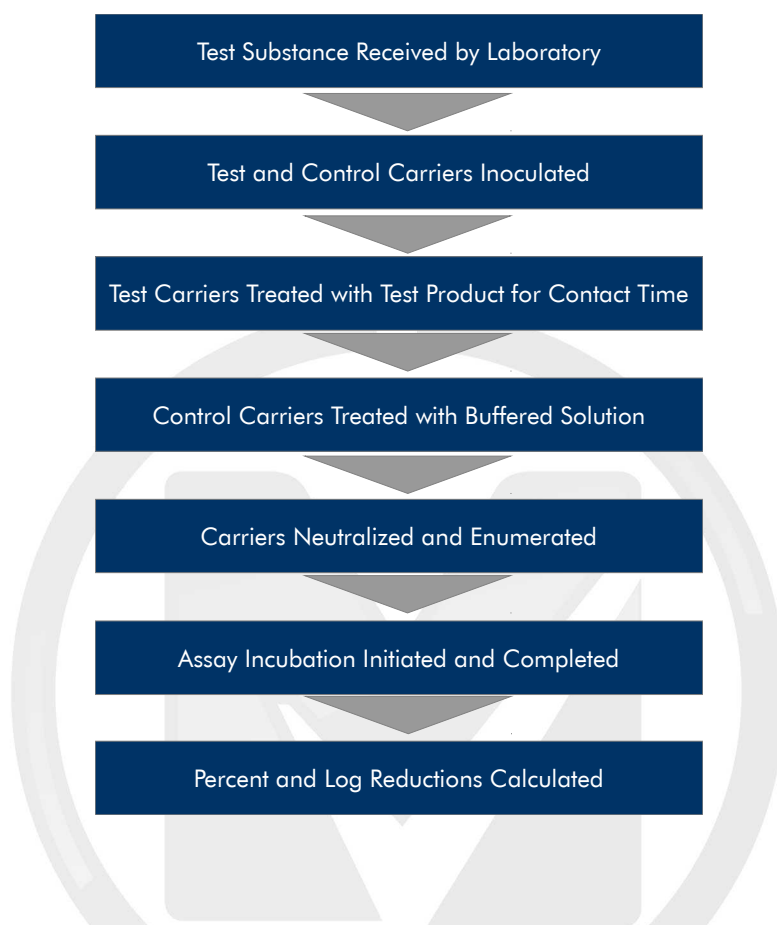 Test Substance Received by Laboratory
Test and Control Carriers Inoculated
Test Carriers Treated with Test Product for Contact Time
Control Carriers Treated with Buffered Solution
Carriers Neutralized and Enumerated
Assay Incubation Initiated and Completed
Percent and Log Reductions Calculated